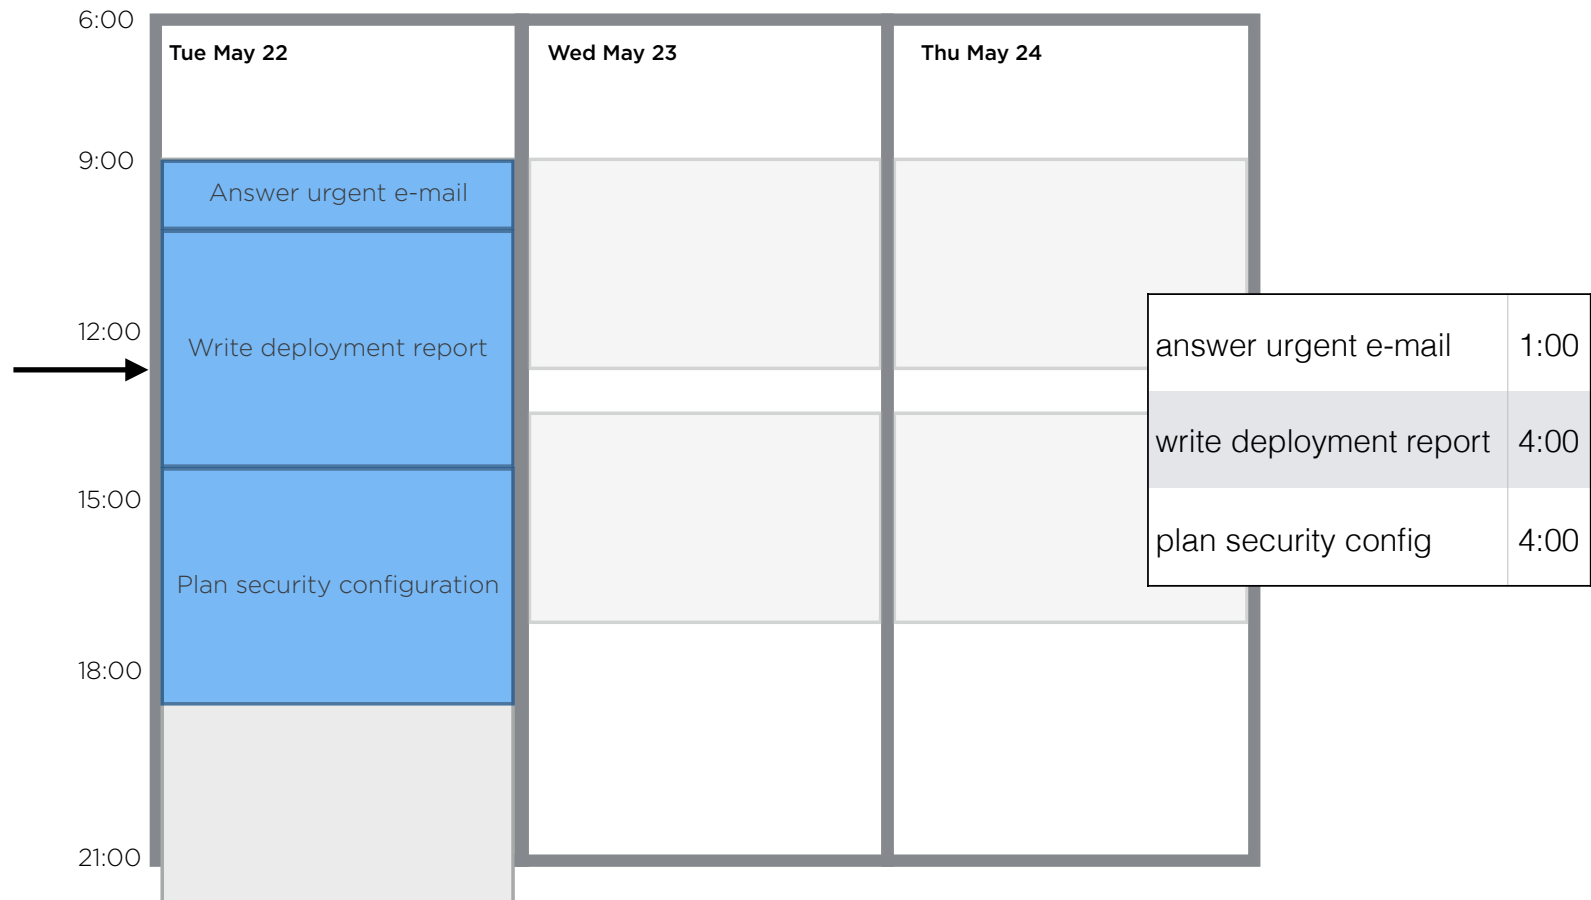 6:00
Tue May 22
Wed May 23
Thu May 24
9:00
Answer urgent e-mail
12:00
Write deployment report
15:00
Plan security configuration
18:00
21:00
answer urgent e-mail 1:00
write deployment report 4:00
plan security config 4:00